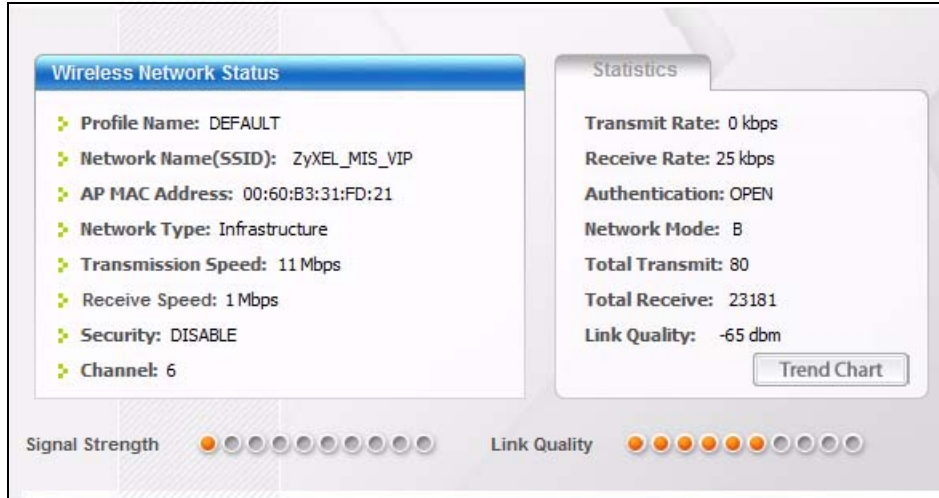 Wireless Network Status
Profile Name: DEFAULT
Network Name(SSID): ZyXEL_MIS_VIP
AP MAC Address: 00:60:B3:31:FD:21
Network Type: Infrastructure
Transmission Speed: 11 Mbps
Receive Speed: 1 Mbps
Security: DISABLE
Channel: 6
Statistics
Transmit Rate: 0 kbps
Receive Rate: 25 kbps
Authentication: OPEN
Network Mode: B
Total Transmit: 80
Total Receive: 23181
Link Quality: -65 dbm
Trend Chart
Signal Strength
Link Quality